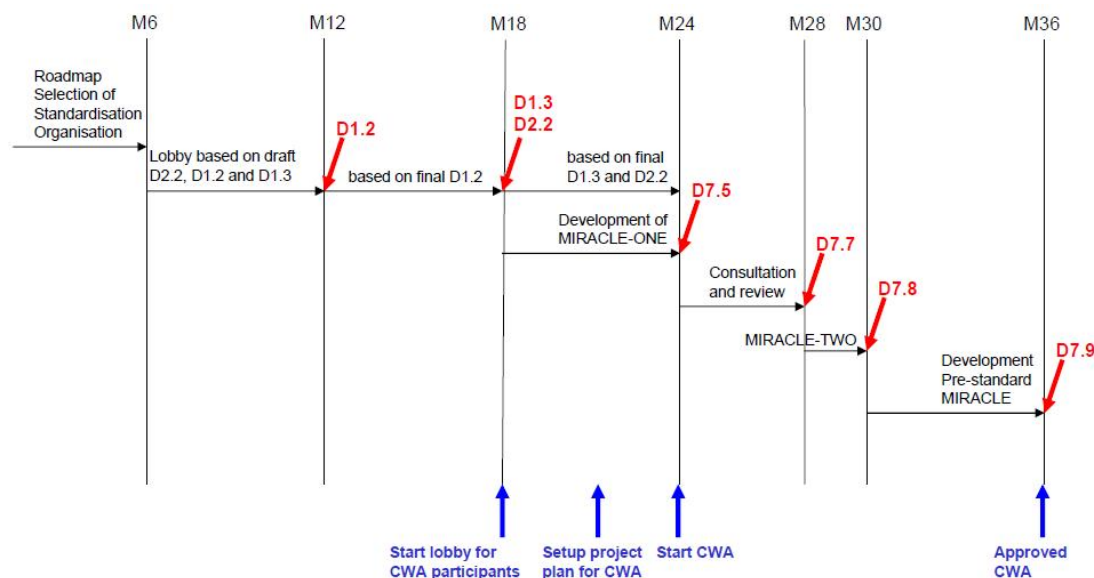 M6
M12
M18
M24
M28
M30
M36
Roadmap
Selection of
Standardisation
Organisation
Lobby based on draft
D2.2, D1.2 and D1.3
D1.2
based on final D1.2
D1.3
D2.2
based on final
D1.3 and D2.2
Development of
MIRACLE-ONE
D7.5
Consultation
and review
D7.7
MIRACLE-TWO
D7.8
Development
Pre-standard
MIRACLE
D7.9
Start lobby for
CWA participants
Setup project
plan for CWA
Start CWA
Approved
CWA